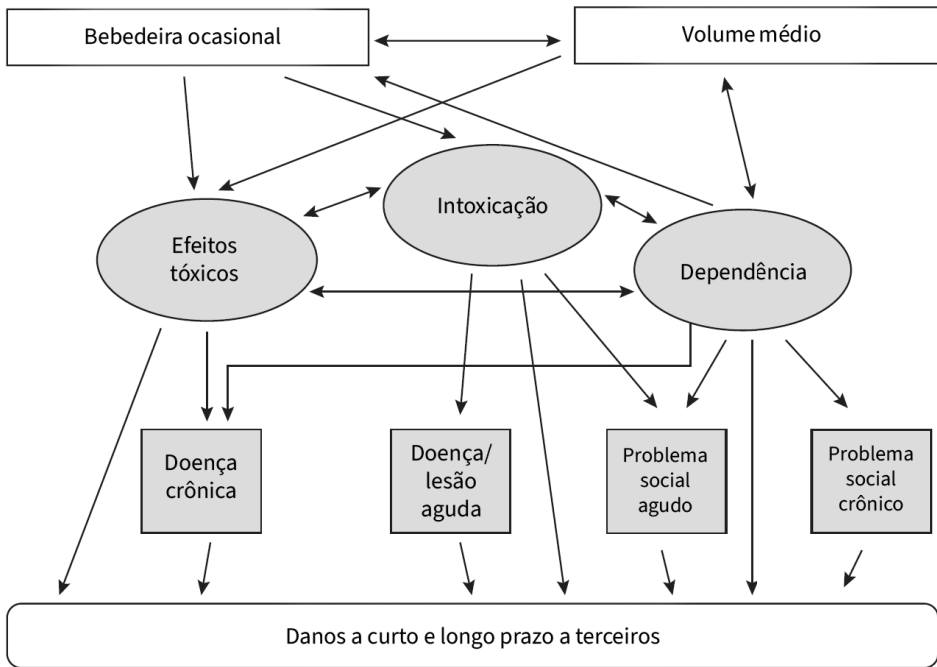 Bebedeira ocasional
Volume médio
Intoxicação
Efeitos
tóxicos
Dependência
Doença
crônica
Doença/
lesão
aguda
Problema
social
agudo
Problema
social
crônico
Danos a curto e longo prazo a terceiros